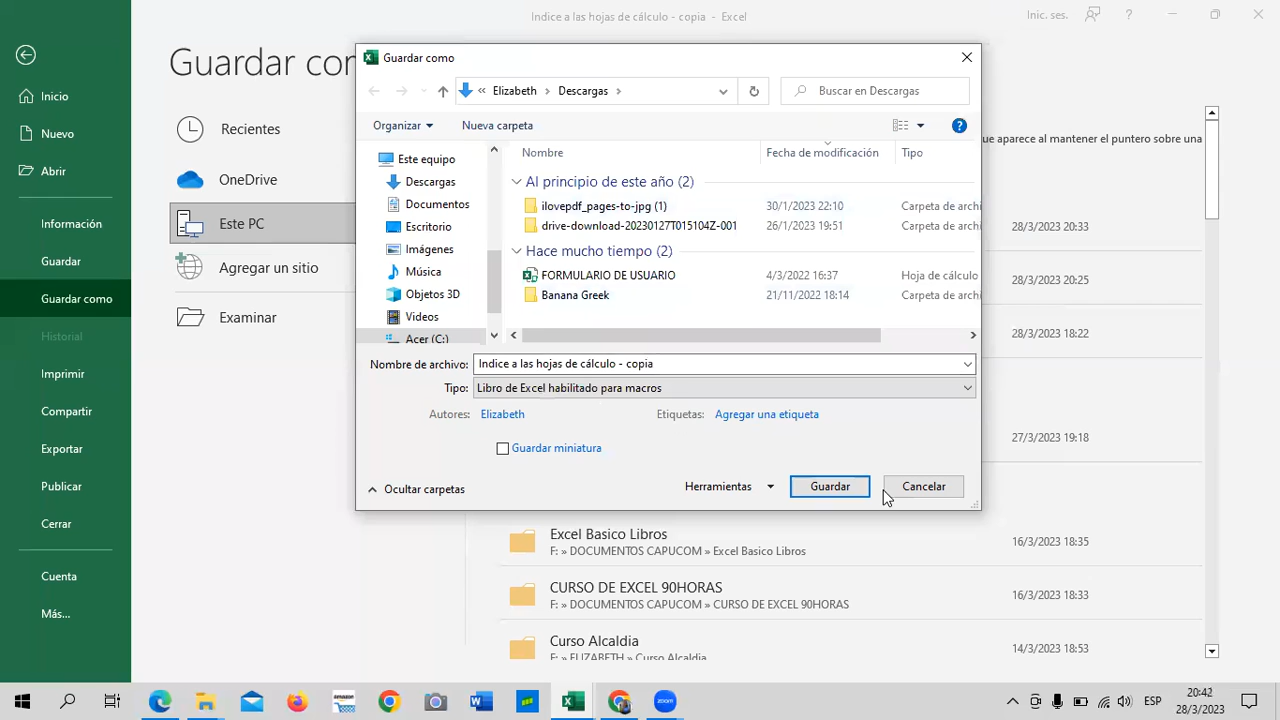 Indice a las hojas de cálculo - copia - Excel
Inic. ses.
?
Guardar como
Inicio
Nuevo
Abrir
Información
Guardar
Guardar como
Historial
Imprimir
Compartir
Exportar
Publicar
Cerrar
Cuenta
Más...
Recientes
OneDrive
Este PC
Agregar un sitio
Examinar
Guardar como
« Elizabeth > Descargas >
Buscar en Descargas
Organizar
Nueva carpeta
?
Este equipo
Descargas
Documentos
Escritorio
Imágenes
Música
Objetos 3D
Videos
Acer (C:)
Nombre Fecha de modificación Tipo
Al principio de este año (2)
ilovepdf_pages-to-jpg (1) 30/1/2023 22:10 Carpeta de archi
drive-download-20230127T015104Z-001 26/1/2023 19:51 Carpeta de archi
Hace mucho tiempo (2)
FORMULARIO DE USUARIO 4/3/2022 16:37 Hoja de cálculo
Banana Greek 21/11/2022 18:14 Carpeta de archi
Nombre de archivo: Indice a las hojas de cálculo - copia
Tipo: Libro de Excel habilitado para macros
Autores: Elizabeth Etiquetas: Agregar una etiqueta
Guardar miniatura
Ocultar carpetas
Herramientas
Guardar
Cancelar
que aparece al mantener el puntero sobre una
28/3/2023 20:33
28/3/2023 20:25
28/3/2023 18:22
27/3/2023 19:18
Excel Basico Libros
F: » DOCUMENTOS CAPUCOM » Excel Basico Libros
16/3/2023 18:35
CURSO DE EXCEL 90HORAS
F: » DOCUMENTOS CAPUCOM » CURSO DE EXCEL 90HORAS
16/3/2023 18:33
Curso Alcaldia
F: » ELIZABETH » Curso Alcaldia
14/3/2023 18:53
amazon
zoom
ESP
20:42
28/3/2023